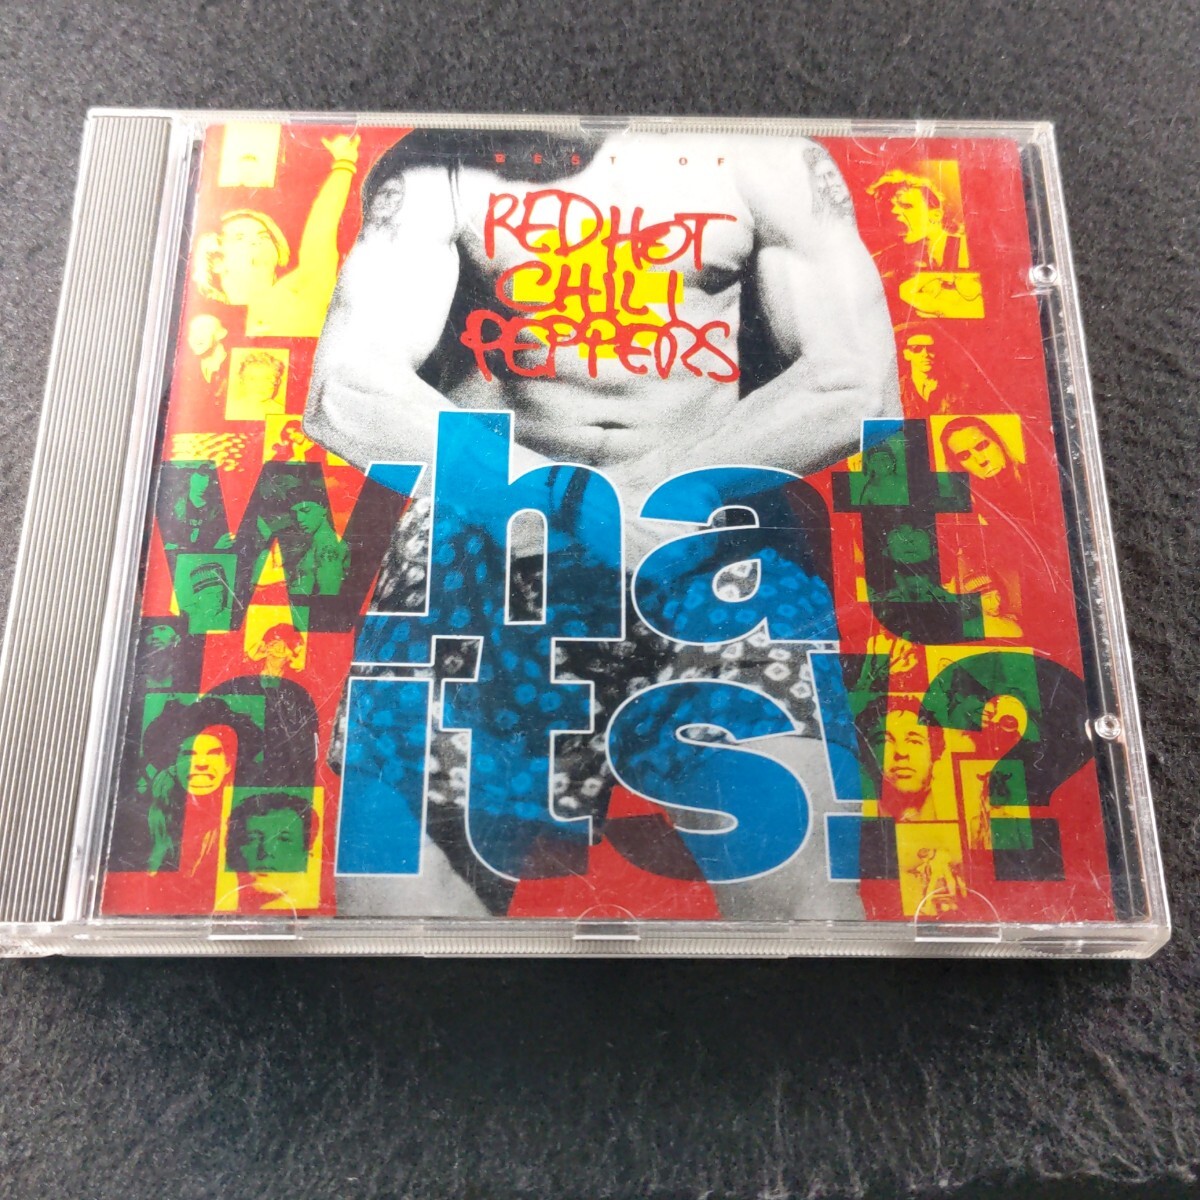 BEST OF
RED HOT
CHILI
PEPPERS
what
hits!?